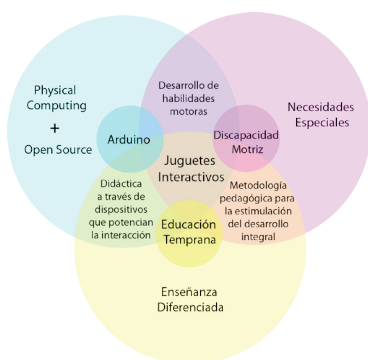 Physical
Computing
+
Open Source
Desarrollo de
habilidades
motoras
Necesidades
Especiales
Arduino
Discapacidad
Motriz
Juguetes
Interactivos
Didáctica
a través de
dispositivos
que potencian
la interacción
Metodología
pedagógica para
la estimulación
del desarrollo
integral
Educación
Temprana
Enseñanza
Diferenciada